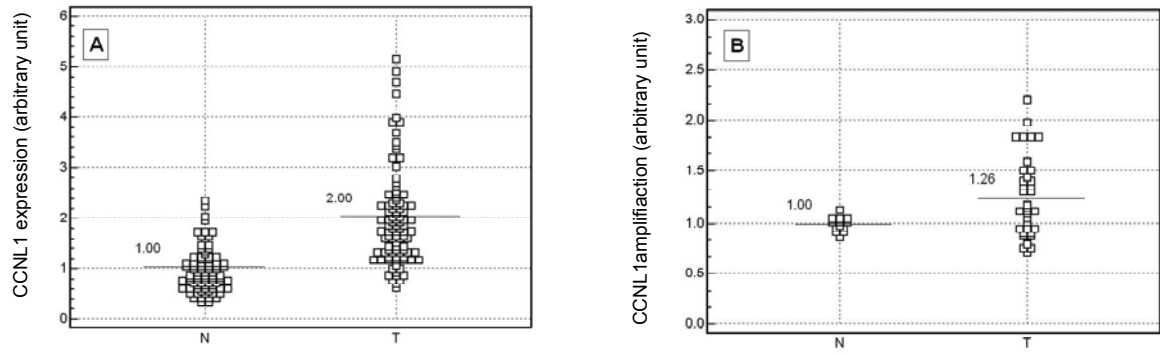 CCNL1 expression (arbitrary unit)
A
6
5
4
3
2
1
0
1.00
2.00
N
T
CCNL1amplifiaction (arbitrary unit)
B
3.0
2.5
2.0
1.5
1.0
0.5
0.0
1.00
1.26
N
T